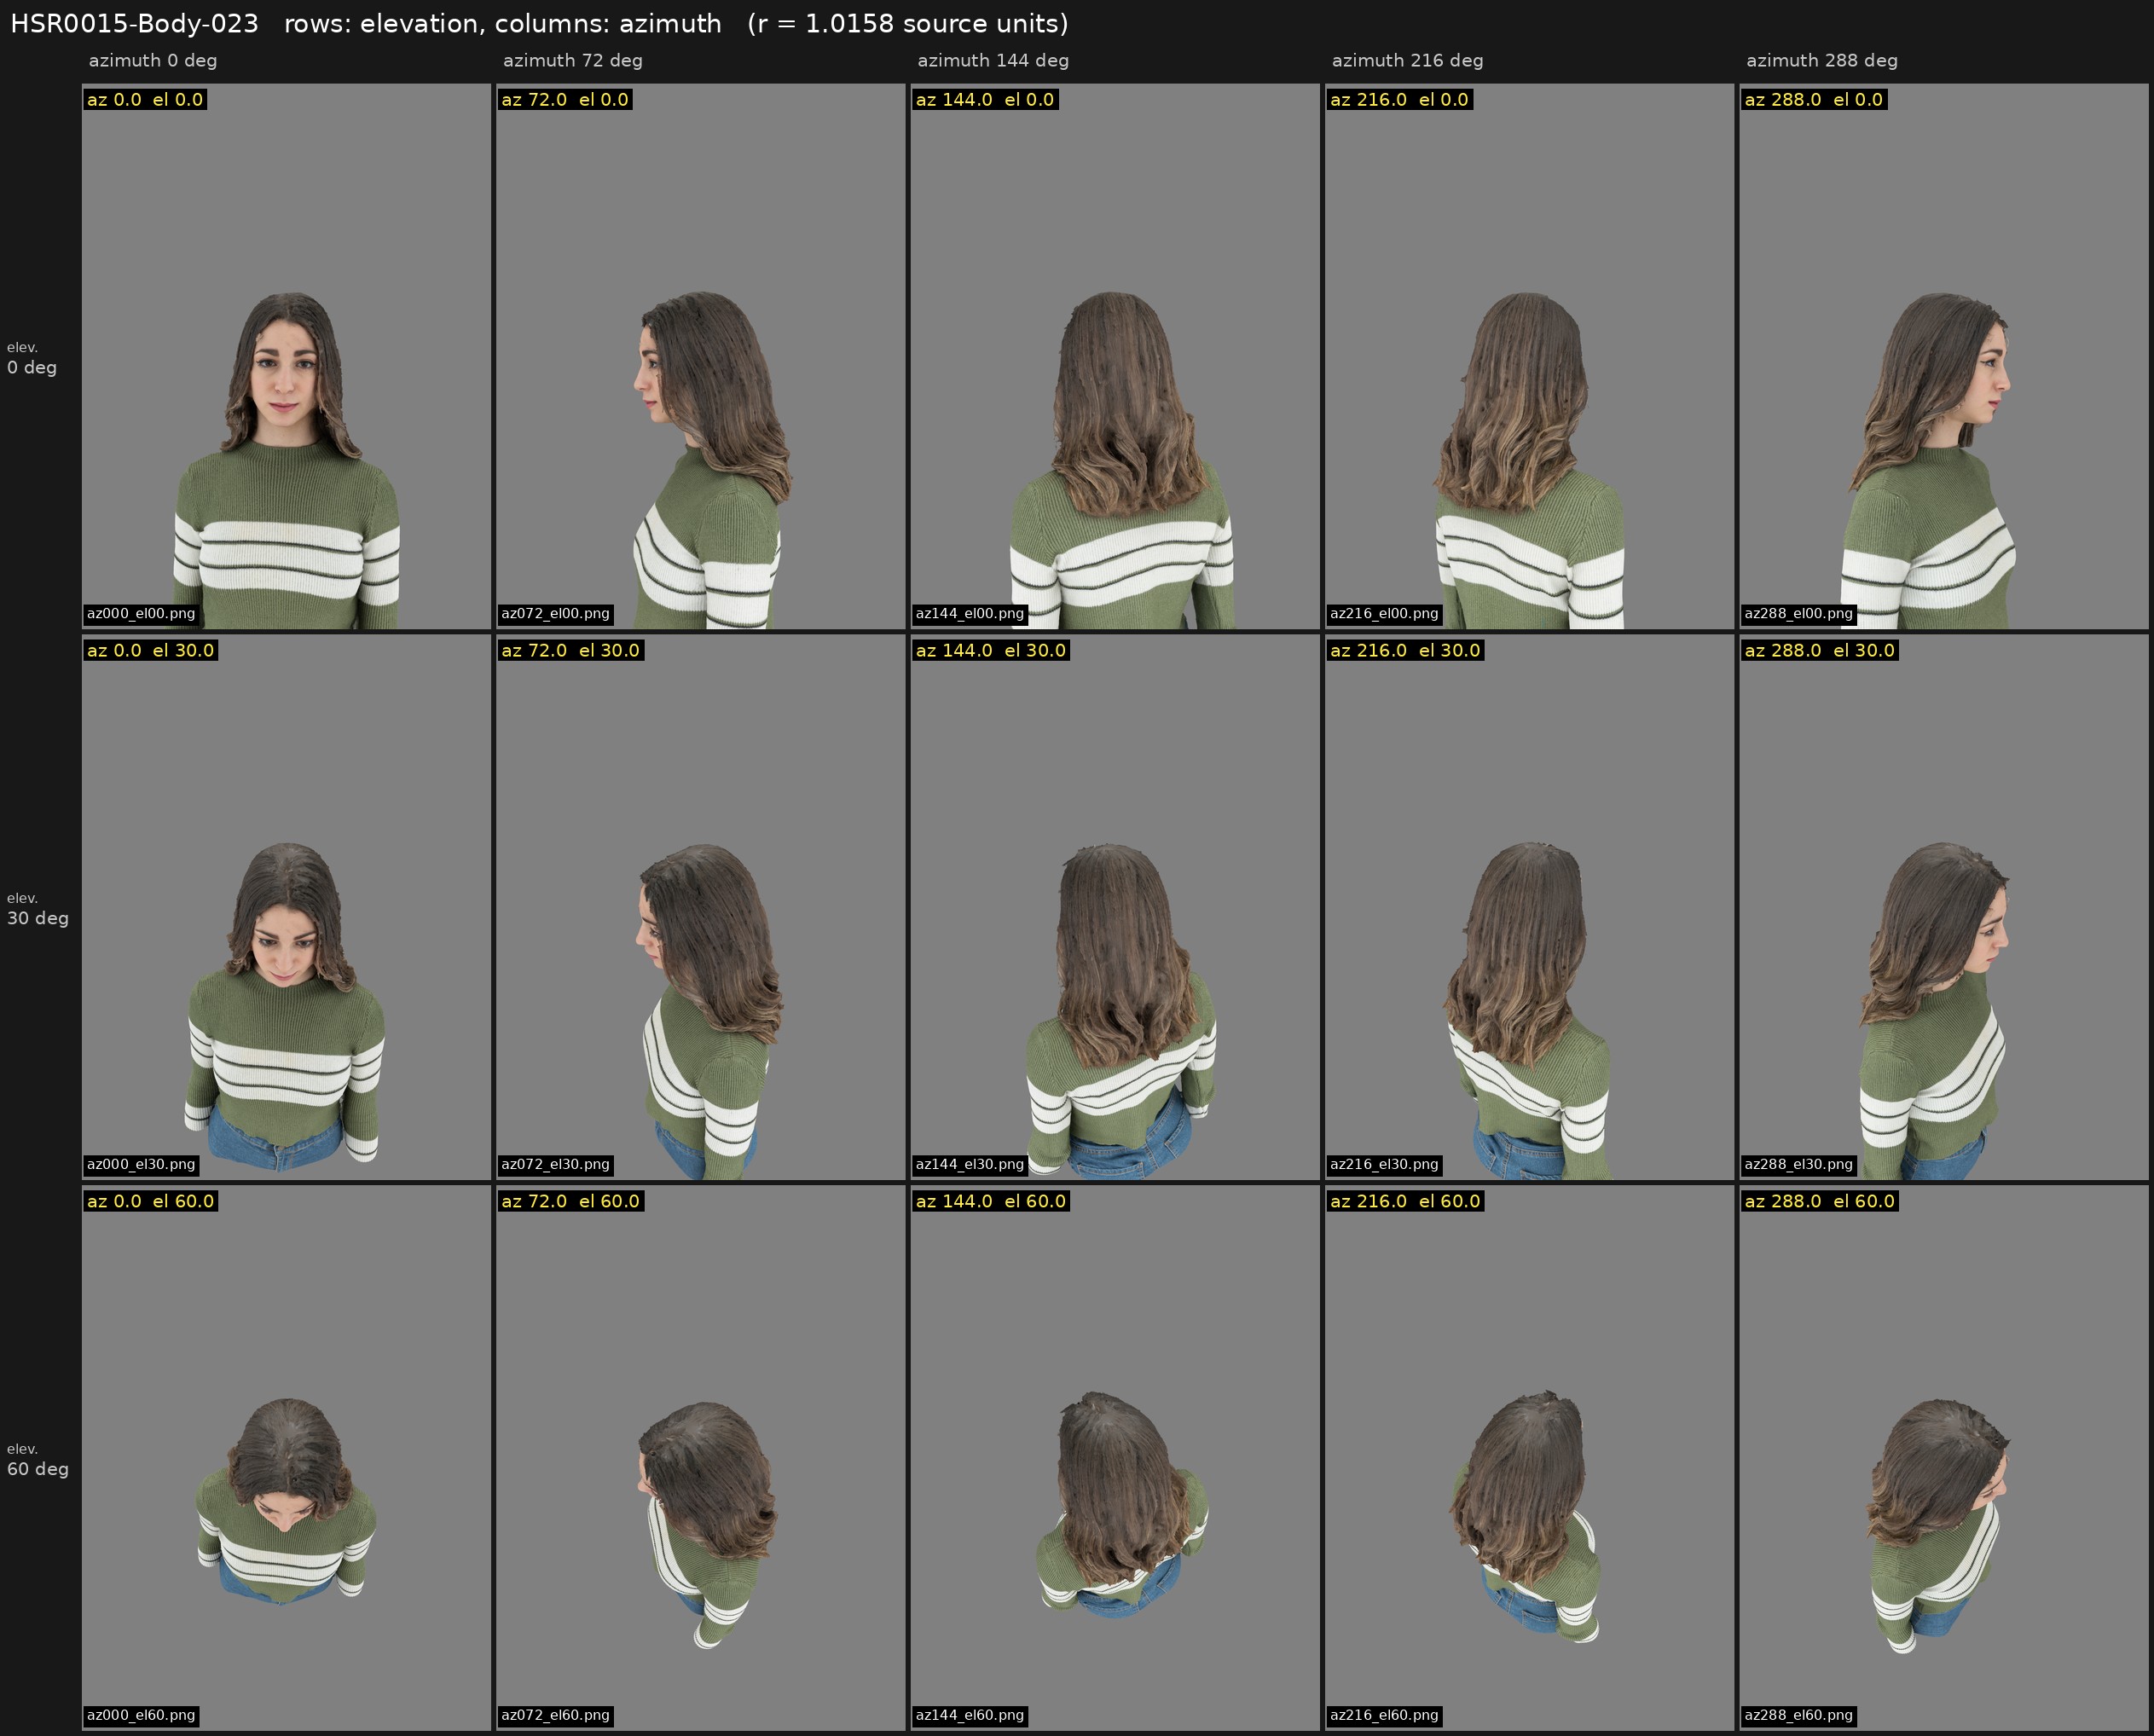 HSR0015-Body-023 rows: elevation, columns: azimuth (r = 1.0158 source units)
azimuth 0 deg azimuth 72 deg azimuth 144 deg azimuth 216 deg azimuth 288 deg
az 0.0 el 0.0 az 72.0 el 0.0 az 144.0 el 0.0 az 216.0 el 0.0 az 288.0 el 0.0
elev.
0 deg
az000_el00.png az072_el00.png az144_el00.png az216_el00.png az288_el00.png
az 0.0 el 30.0 az 72.0 el 30.0 az 144.0 el 30.0 az 216.0 el 30.0 az 288.0 el 30.0
elev.
30 deg
az000_el30.png az072_el30.png az144_el30.png az216_el30.png az288_el30.png
az 0.0 el 60.0 az 72.0 el 60.0 az 144.0 el 60.0 az 216.0 el 60.0 az 288.0 el 60.0
elev.
60 deg
az000_el60.png az072_el60.png az144_el60.png az216_el60.png az288_el60.png